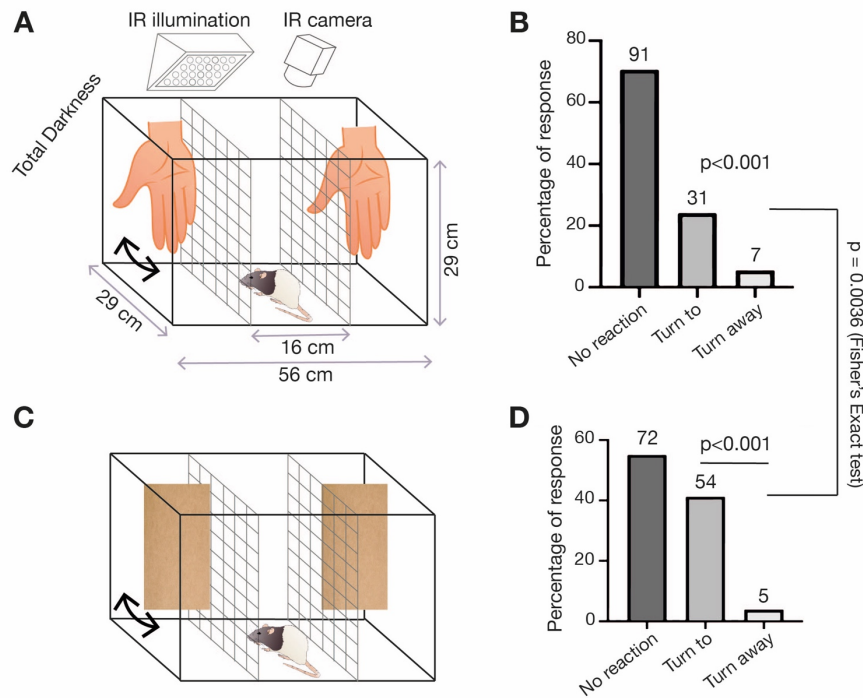 A
IR illumination
IR camera
Total Darkness
29 cm
29 cm
16 cm
56 cm
B
Percentage of response
80
60
40
20
0
91
31
7
p<0.001
No reaction
Turn to
Turn away
p = 0.0036 (Fisher's Exact test)
C
D
Percentage of response
60
40
20
0
72
54
5
p<0.001
No reaction
Turn to
Turn away